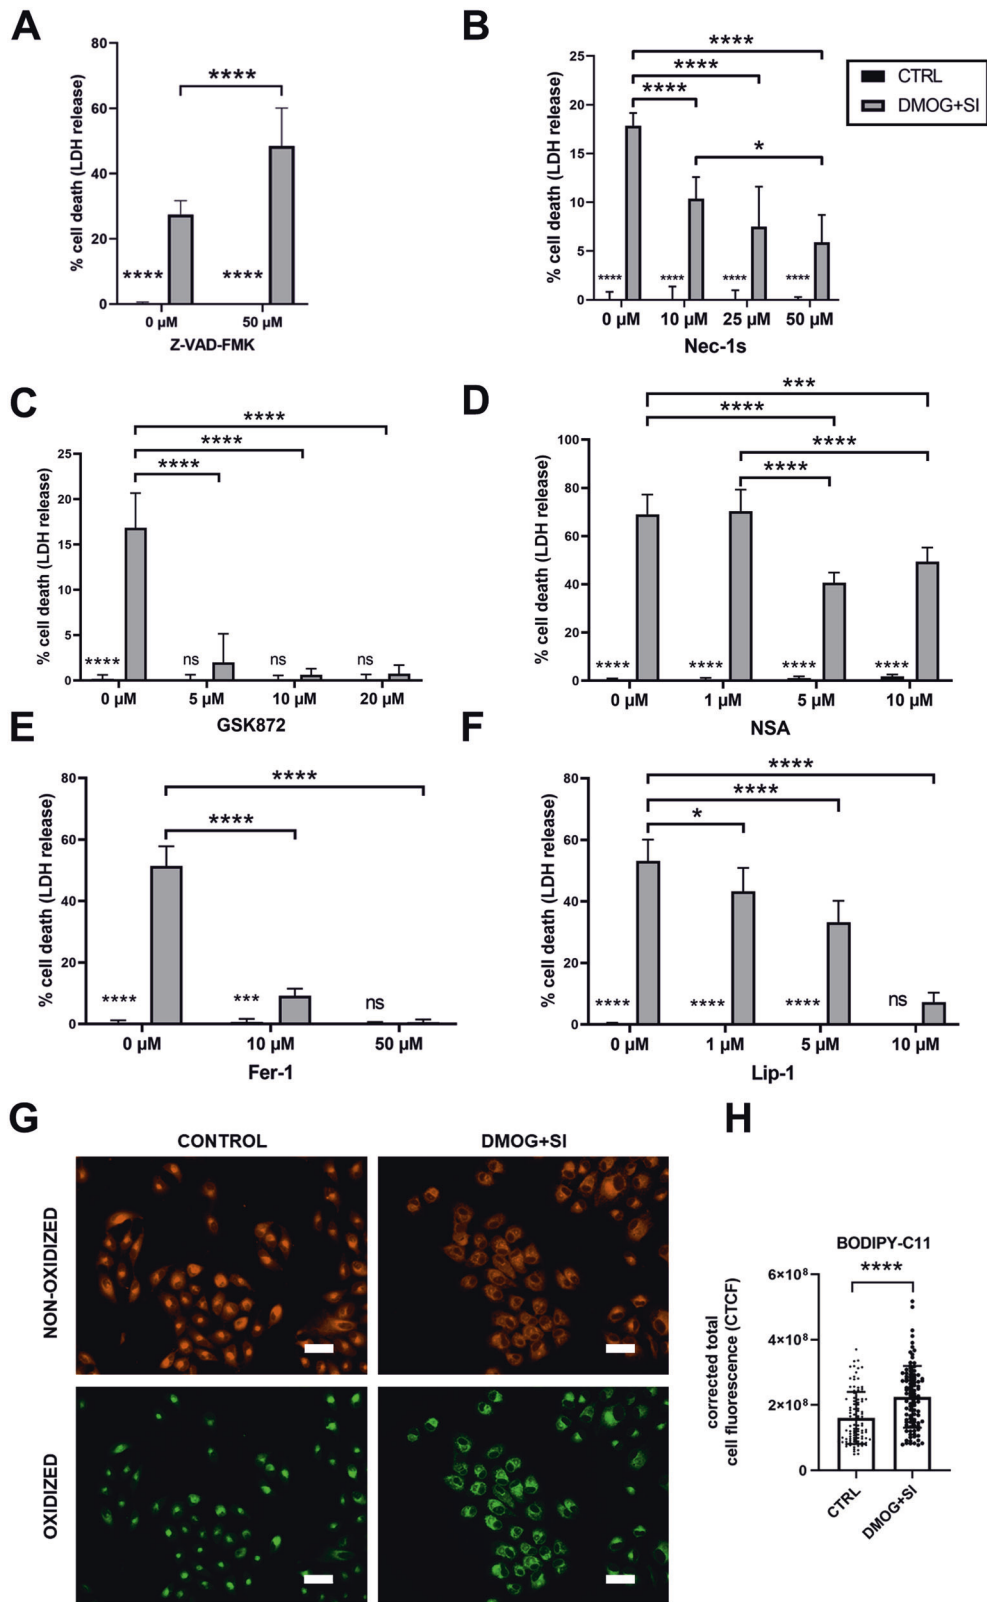 A
80
60
40
20
0
% cell death (LDH release)
****
****
****
0 µM
50 µM
Z-VAD-FMK
B
25
20
15
10
5
0
% cell death (LDH release)
****
****
****
*
****
****
****
****
0 µM
10 µM
25 µM
50 µM
Nec-1s
CTRL
DMOG+SI
C
25
20
15
10
5
0
% cell death (LDH release)
****
****
****
****
ns
ns
ns
0 µM
5 µM
10 µM
20 µM
GSK872
D
100
80
60
40
20
0
% cell death (LDH release)
***
****
****
****
****
****
****
****
0 µM
1 µM
5 µM
10 µM
NSA
E
80
60
40
20
0
% cell death (LDH release)
****
****
****
***
ns
0 µM
10 µM
50 µM
Fer-1
F
80
60
40
20
0
% cell death (LDH release)
****
****
*
****
****
****
ns
0 µM
1 µM
5 µM
10 µM
Lip-1
G
CONTROL
DMOG+SI
NON-OXIDIZED
OXIDIZED
H
BODIPY-C11
****
6×10⁸
4×10⁸
2×10⁸
0
corrected total
cell fluorescence (CTCF)
CTRL
DMOG+SI